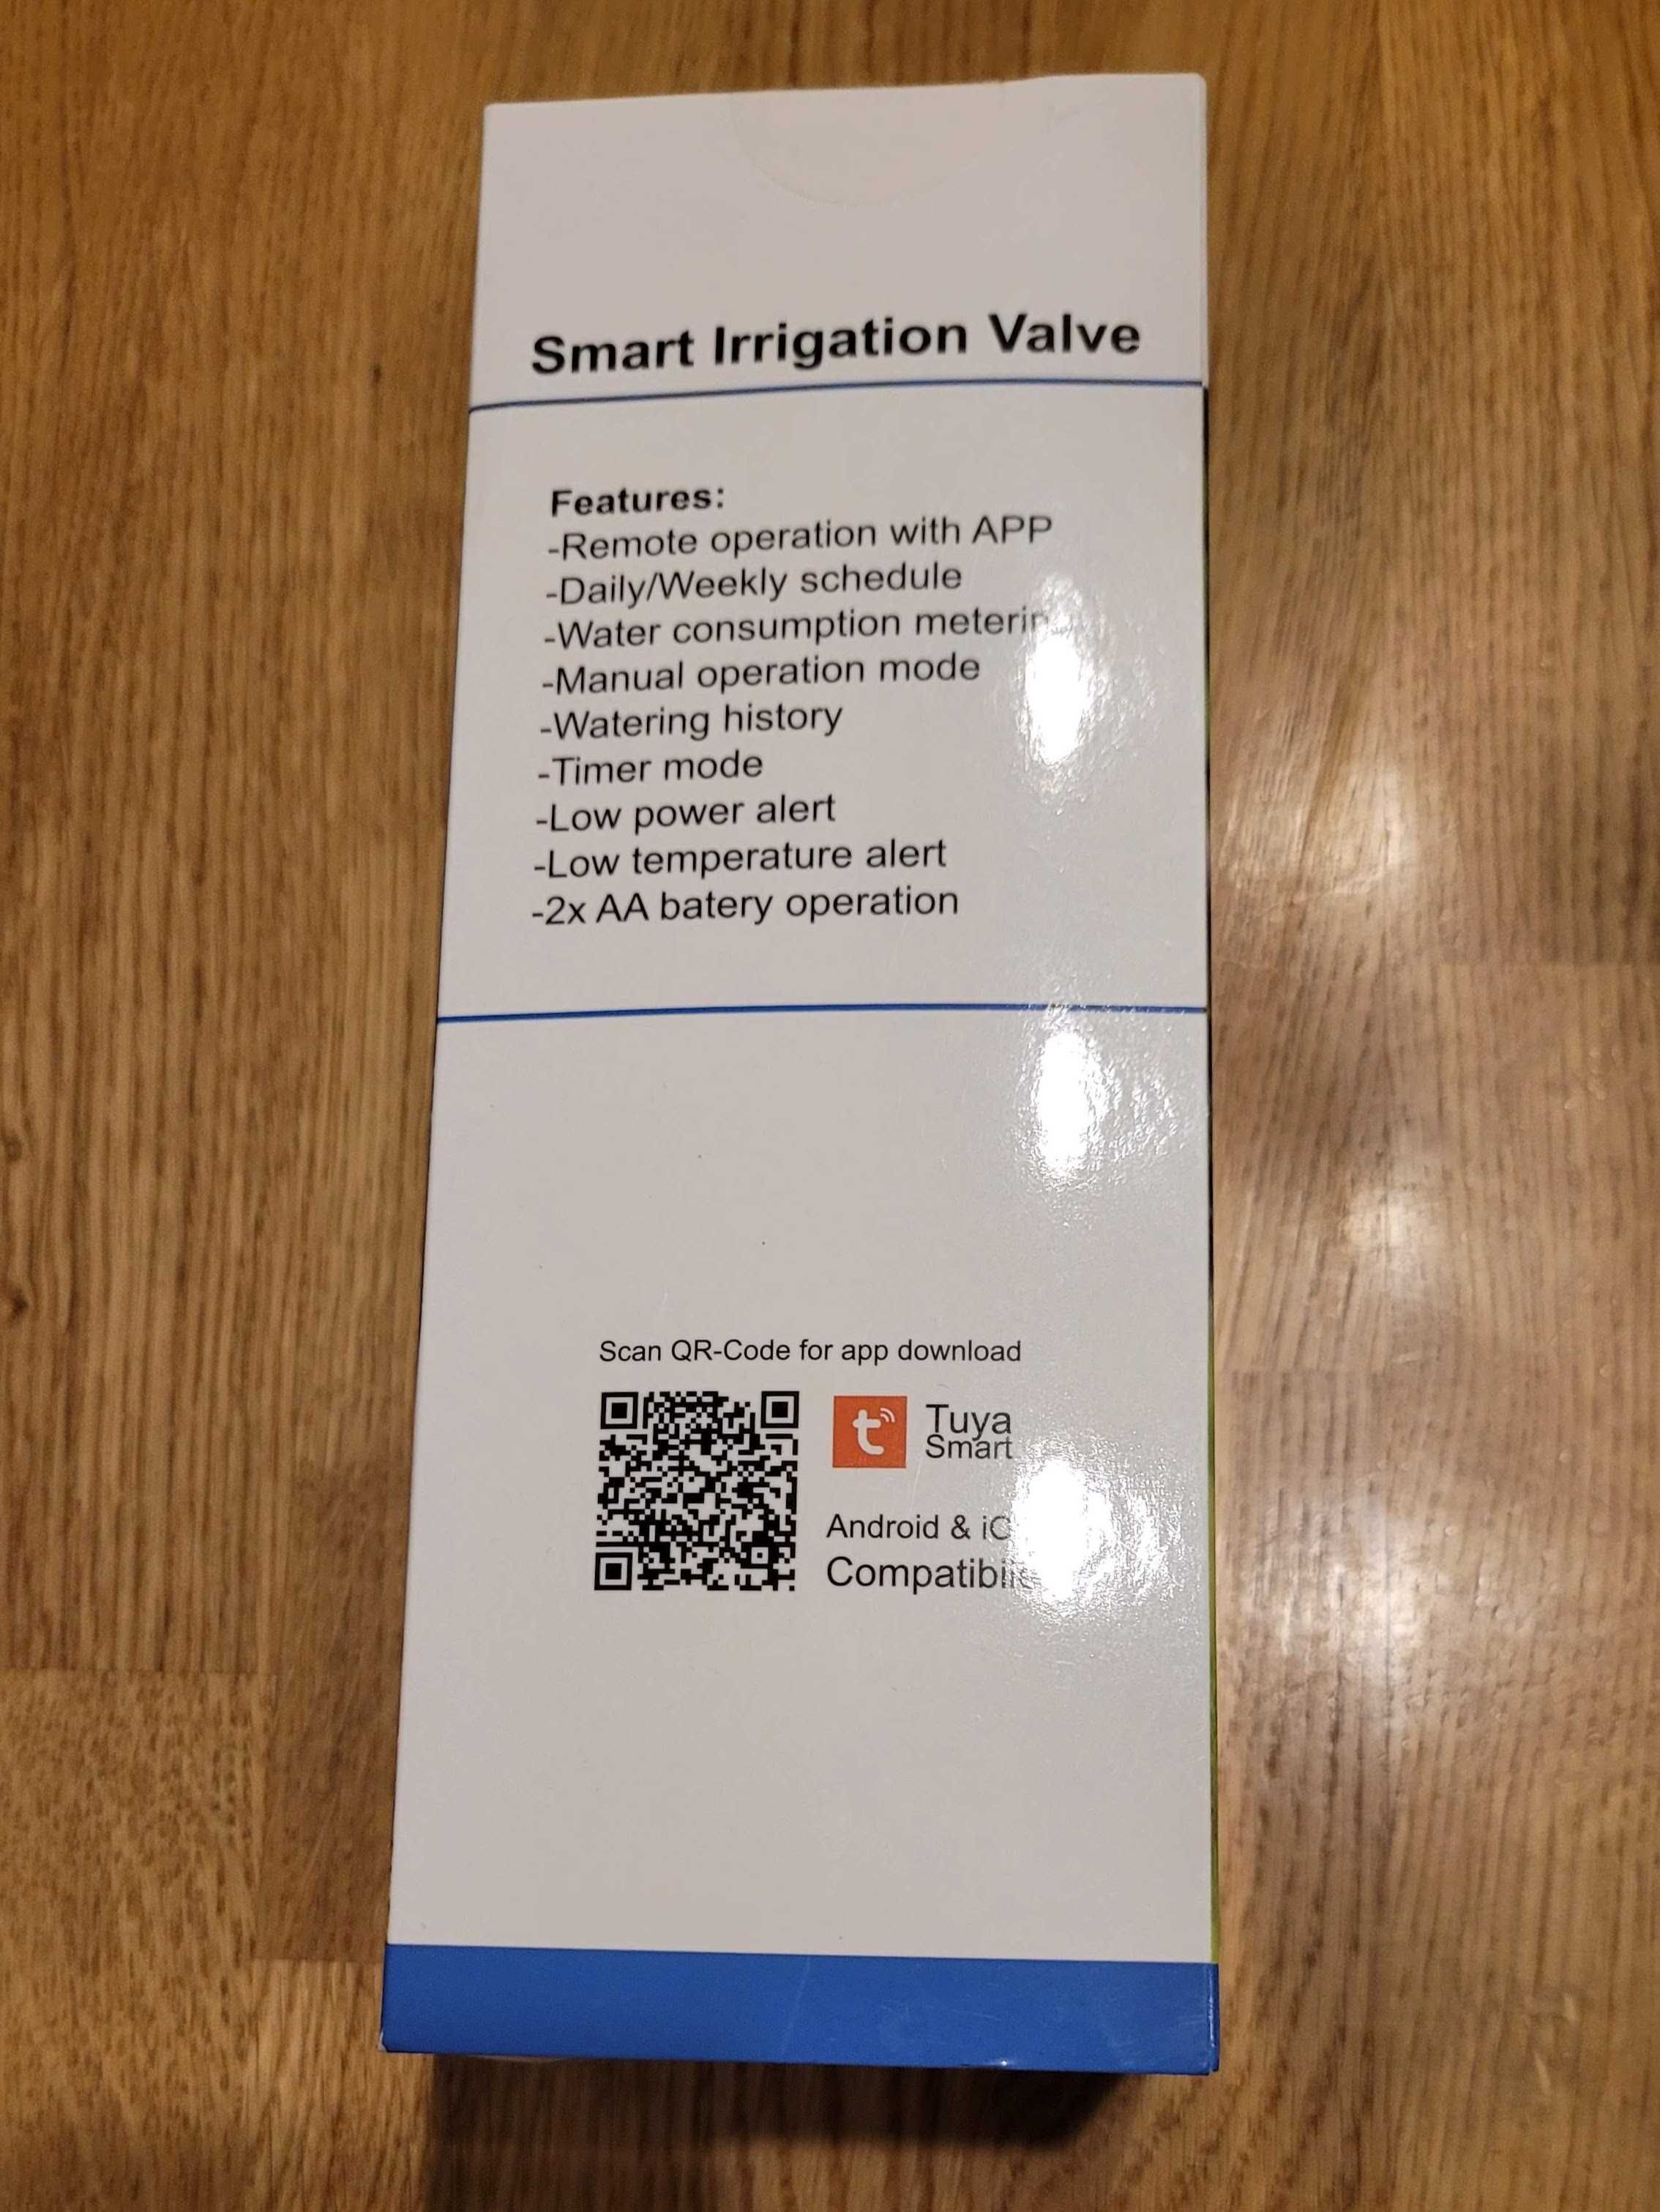 Smart Irrigation Valve
Features:
-Remote operation with APP
-Daily/Weekly schedule
-Water consumption
-Manual operation mode
-Watering history
-Timer mode
-Low power alert
-Low temperature alert
-2x AA batery operation
Scan QR-Code for app download
t
Tuya
Smart
Android &